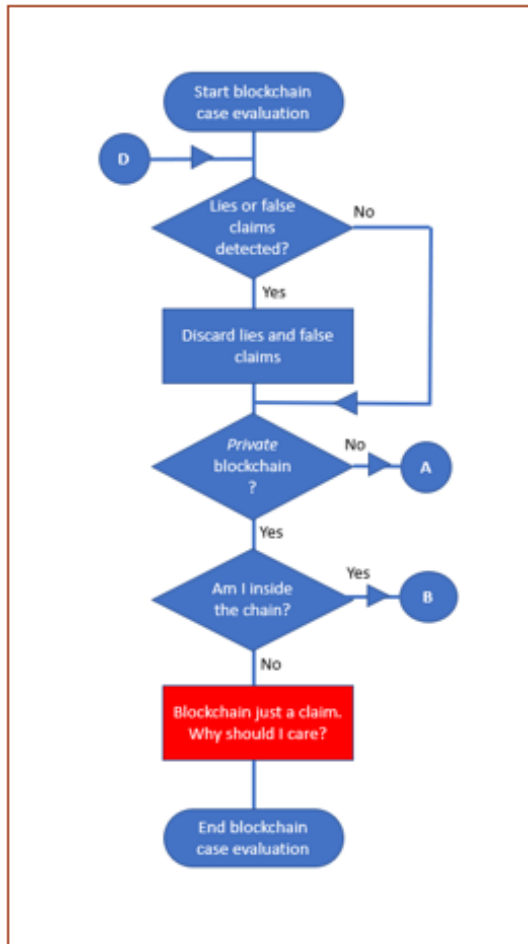 Start blockchain
case evaluation
D
Lies or false
claims
detected?
No
Yes
Discard lies and false
claims
Private
blockchain
?
No
A
Yes
Am I inside
the chain?
Yes
B
No
Blockchain just a claim.
Why should I care?
End blockchain
case evaluation